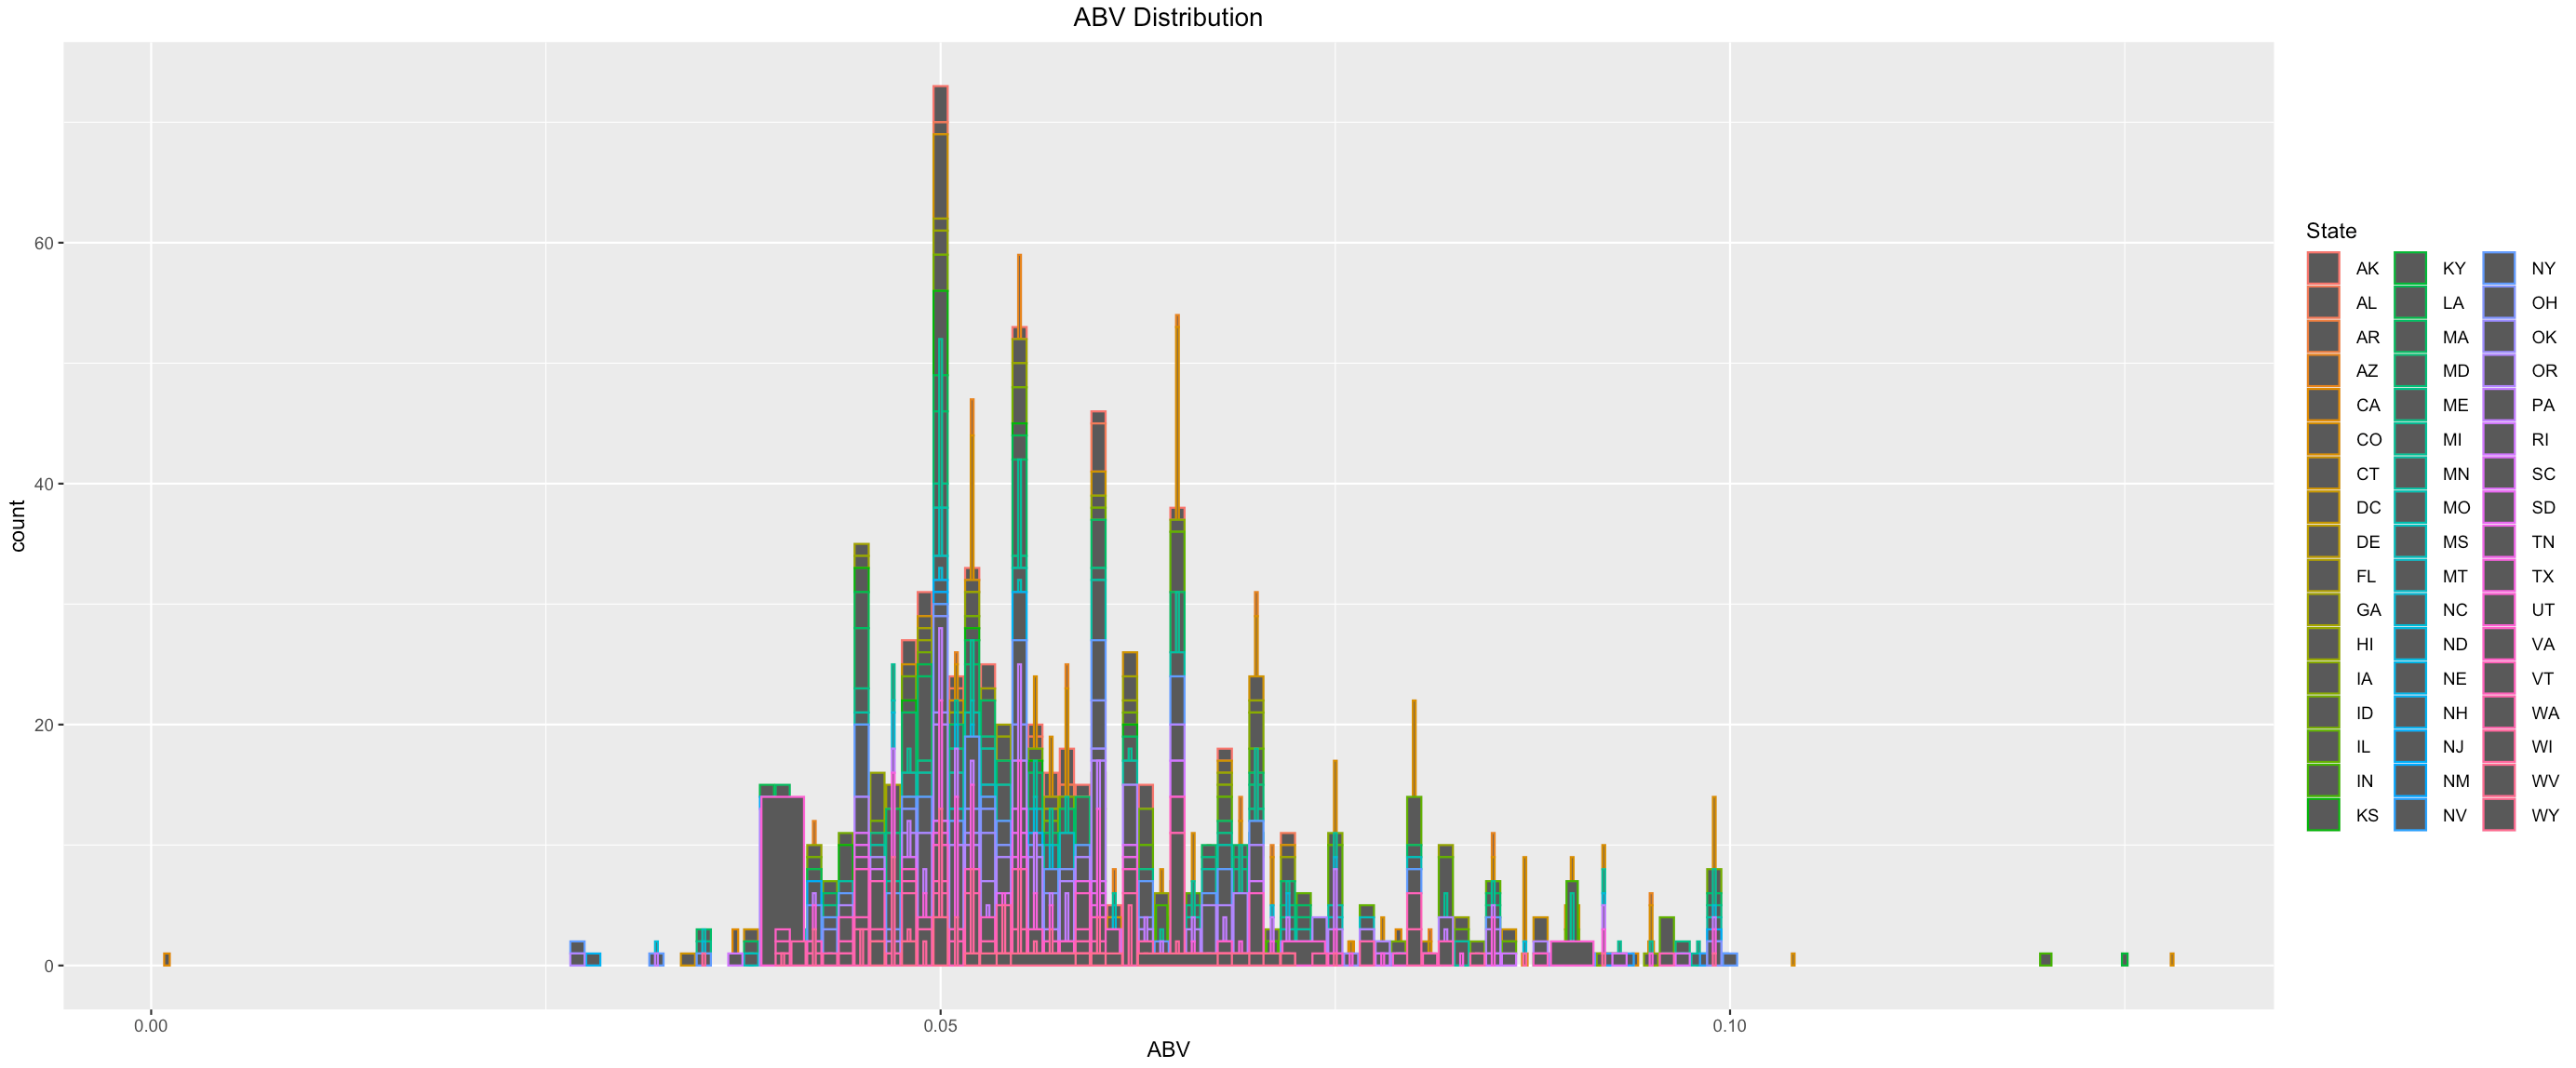 ABV Distribution
60
40
20
0
count
0.00
0.05
0.10
ABV
State
AK
AL
AR
AZ
CA
CO
CT
DC
DE
FL
GA
HI
IA
ID
IL
IN
KS
KY
LA
MA
MD
ME
MI
MN
MO
MS
MT
NC
ND
NE
NH
NJ
NM
NV
NY
OH
OK
OR
PA
RI
SC
SD
TN
TX
UT
VA
VT
WA
WI
WV
WY